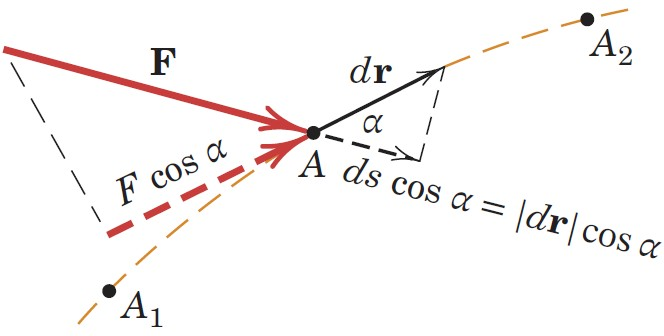 F
dr
A₂
α
F cos α
A
ds cos α = |dr| cos α
A₁